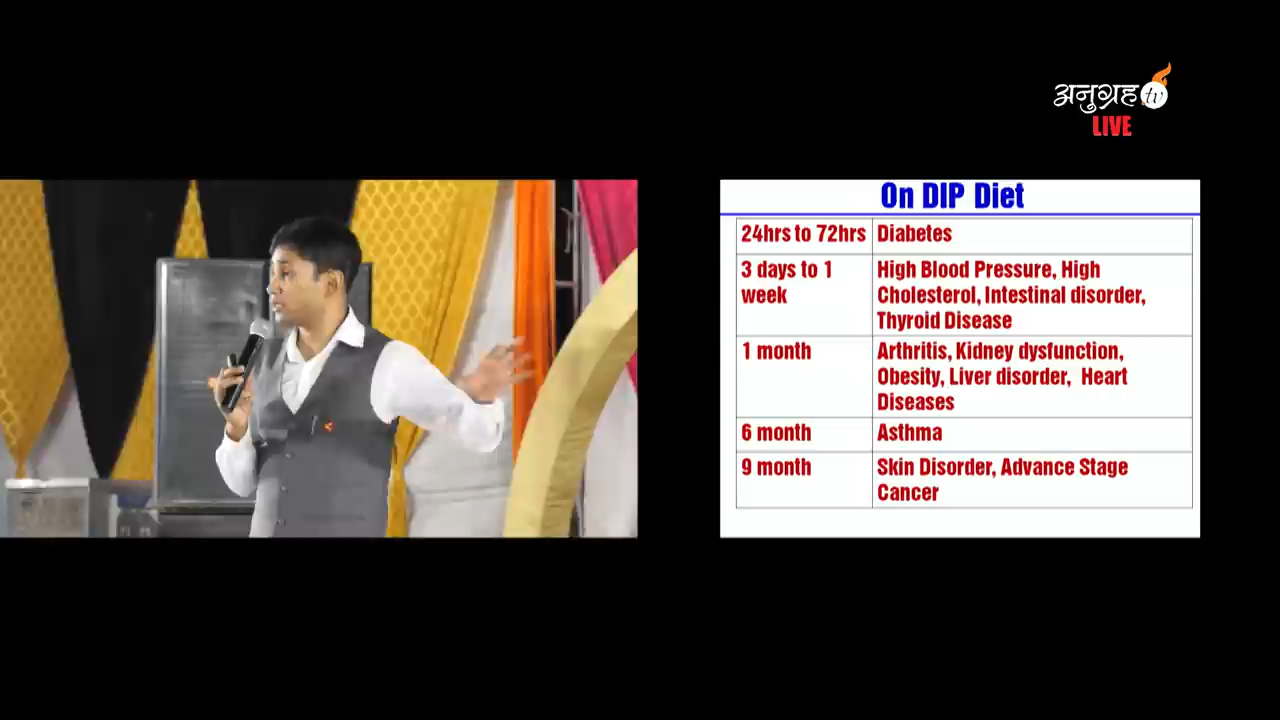 अनुग्रह tv
LIVE
On DIP Diet
24hrs to 72hrs Diabetes
3 days to 1 week High Blood Pressure, High
Cholesterol, Intestinal disorder,
Thyroid Disease
1 month Arthritis, Kidney dysfunction,
Obesity, Liver disorder, Heart
Diseases
6 month Asthma
9 month Skin Disorder, Advance Stage
Cancer